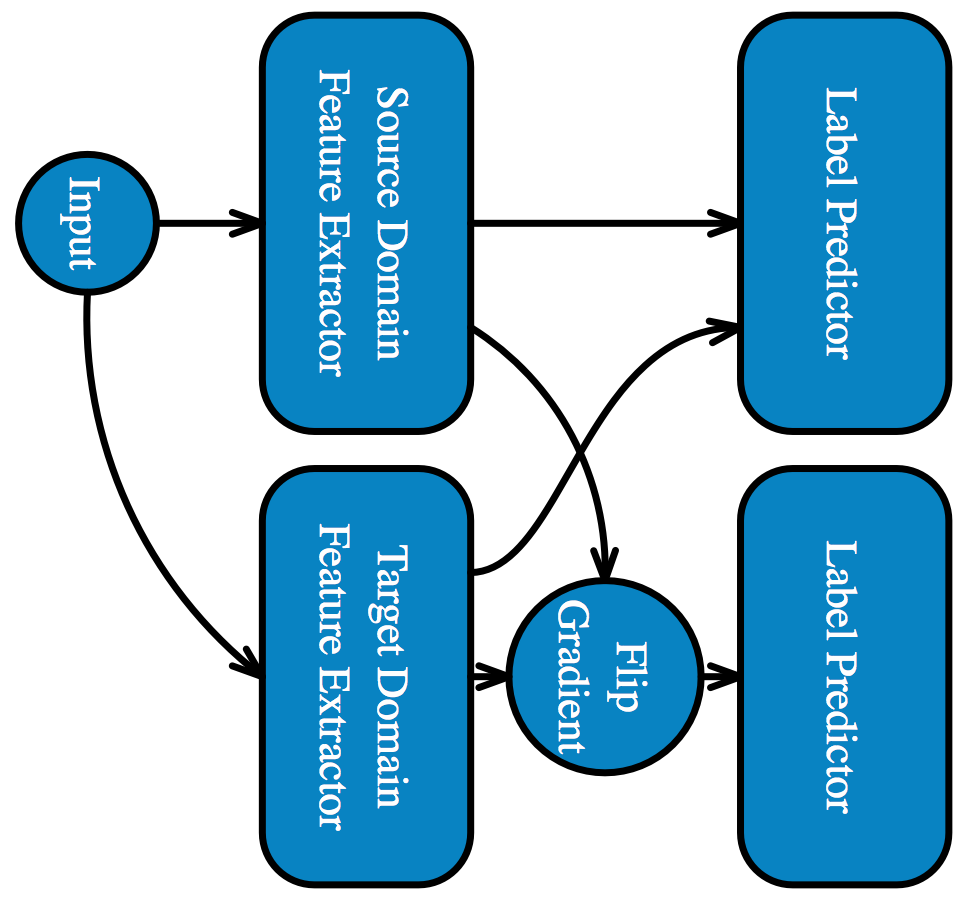 Label Predictor
Label Predictor
Flip
Gradient
Source Domain
Feature Extractor
Target Domain
Feature Extractor
Input